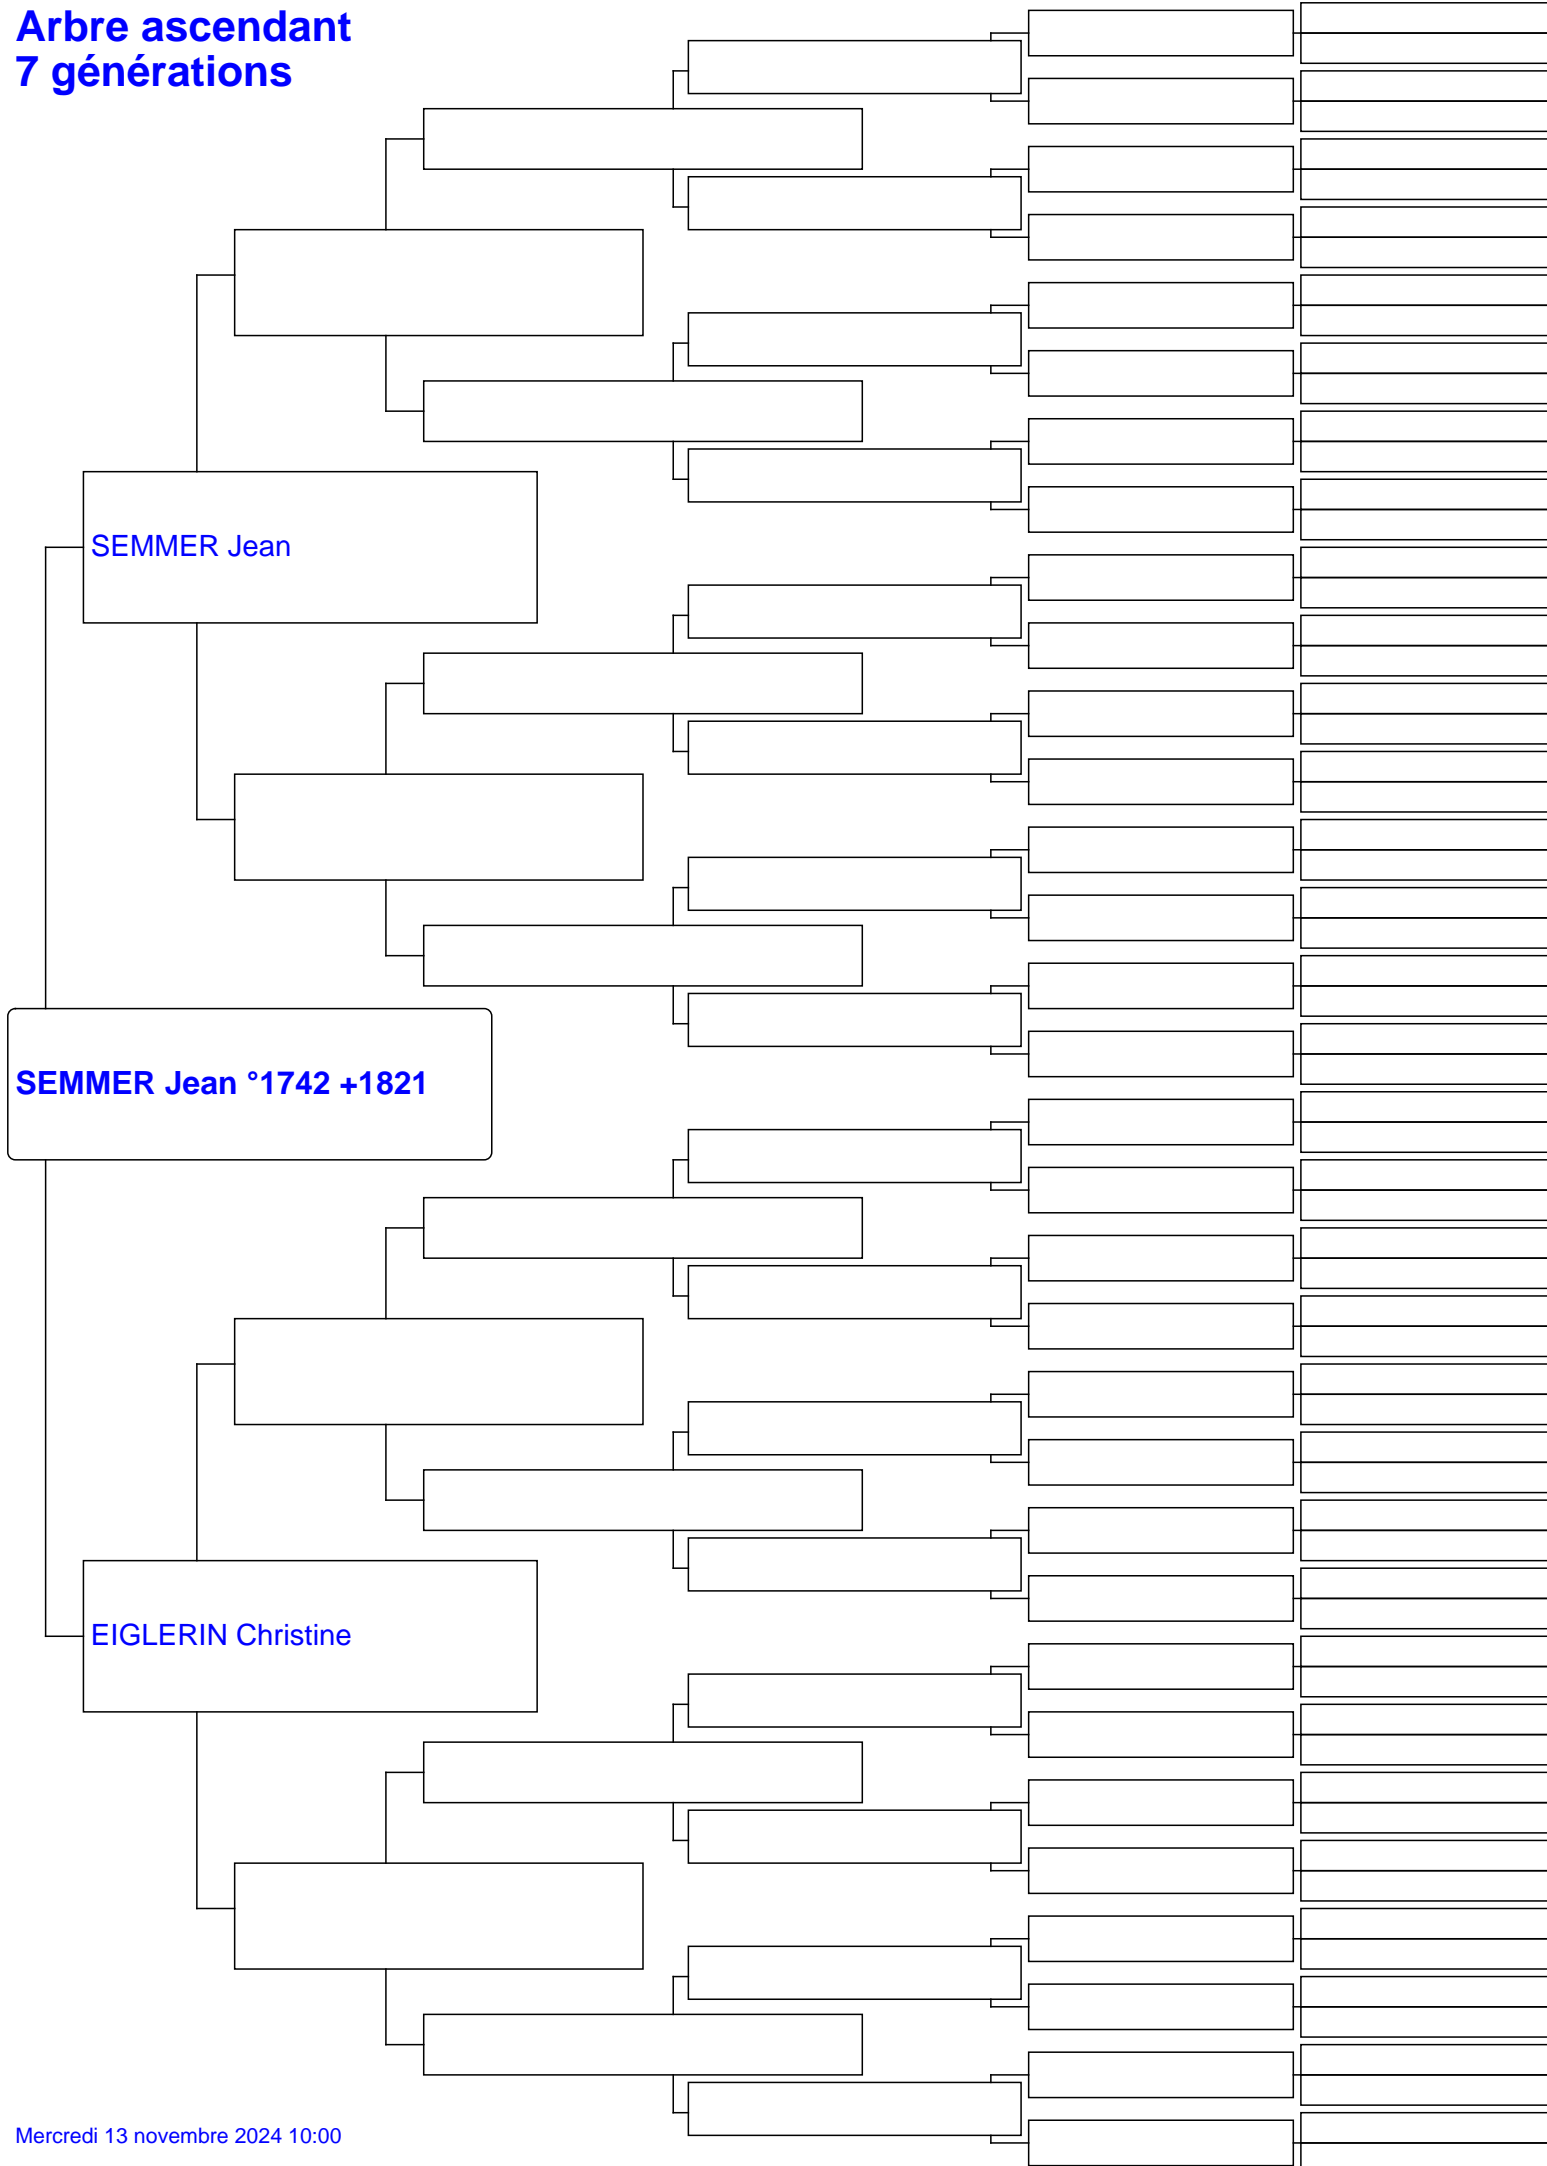 Arbre ascendant
7 générations
SEMMER Jean
SEMMER Jean °1742 +1821
EIGLERIN Christine
Mercredi 13 novembre 2024 10:00